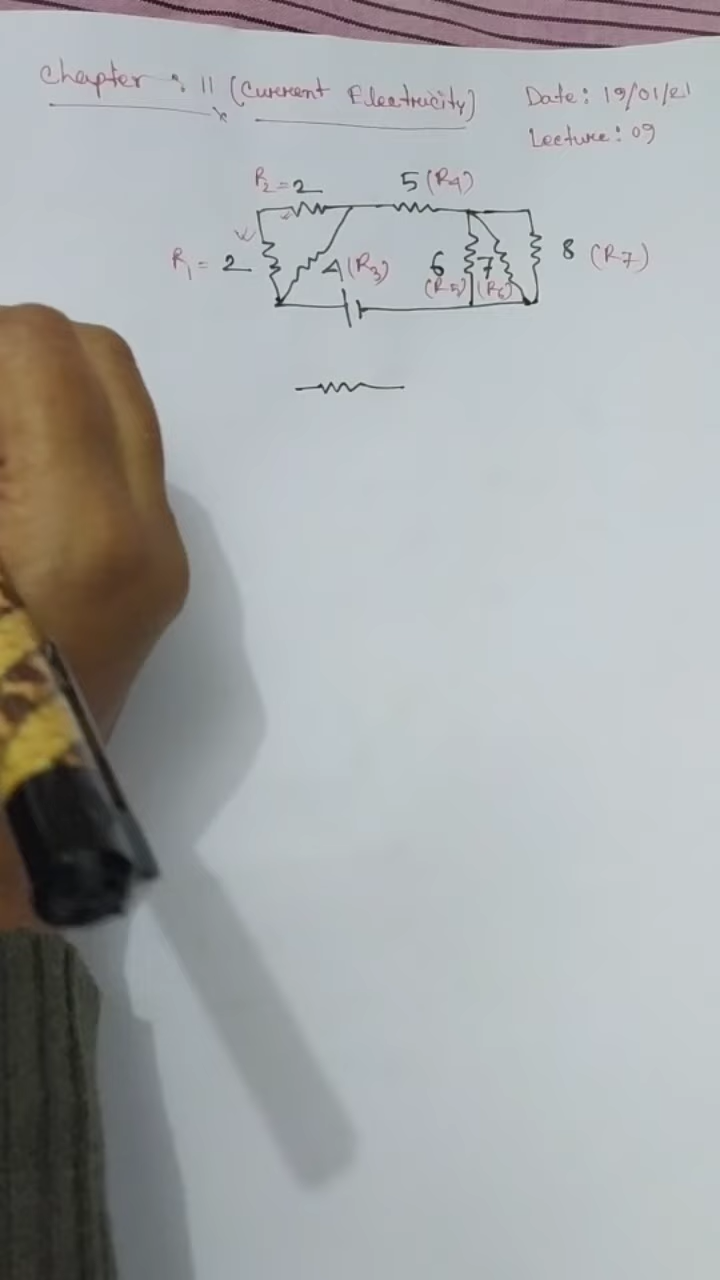 Chapter : 11 (Current Electricity)
Date: 19/01/21
Lecture: 09
R2 = 2
5 (R4)
R1 = 2
4 (R3)
6
(R5)
7
(R6)
8 (R7)